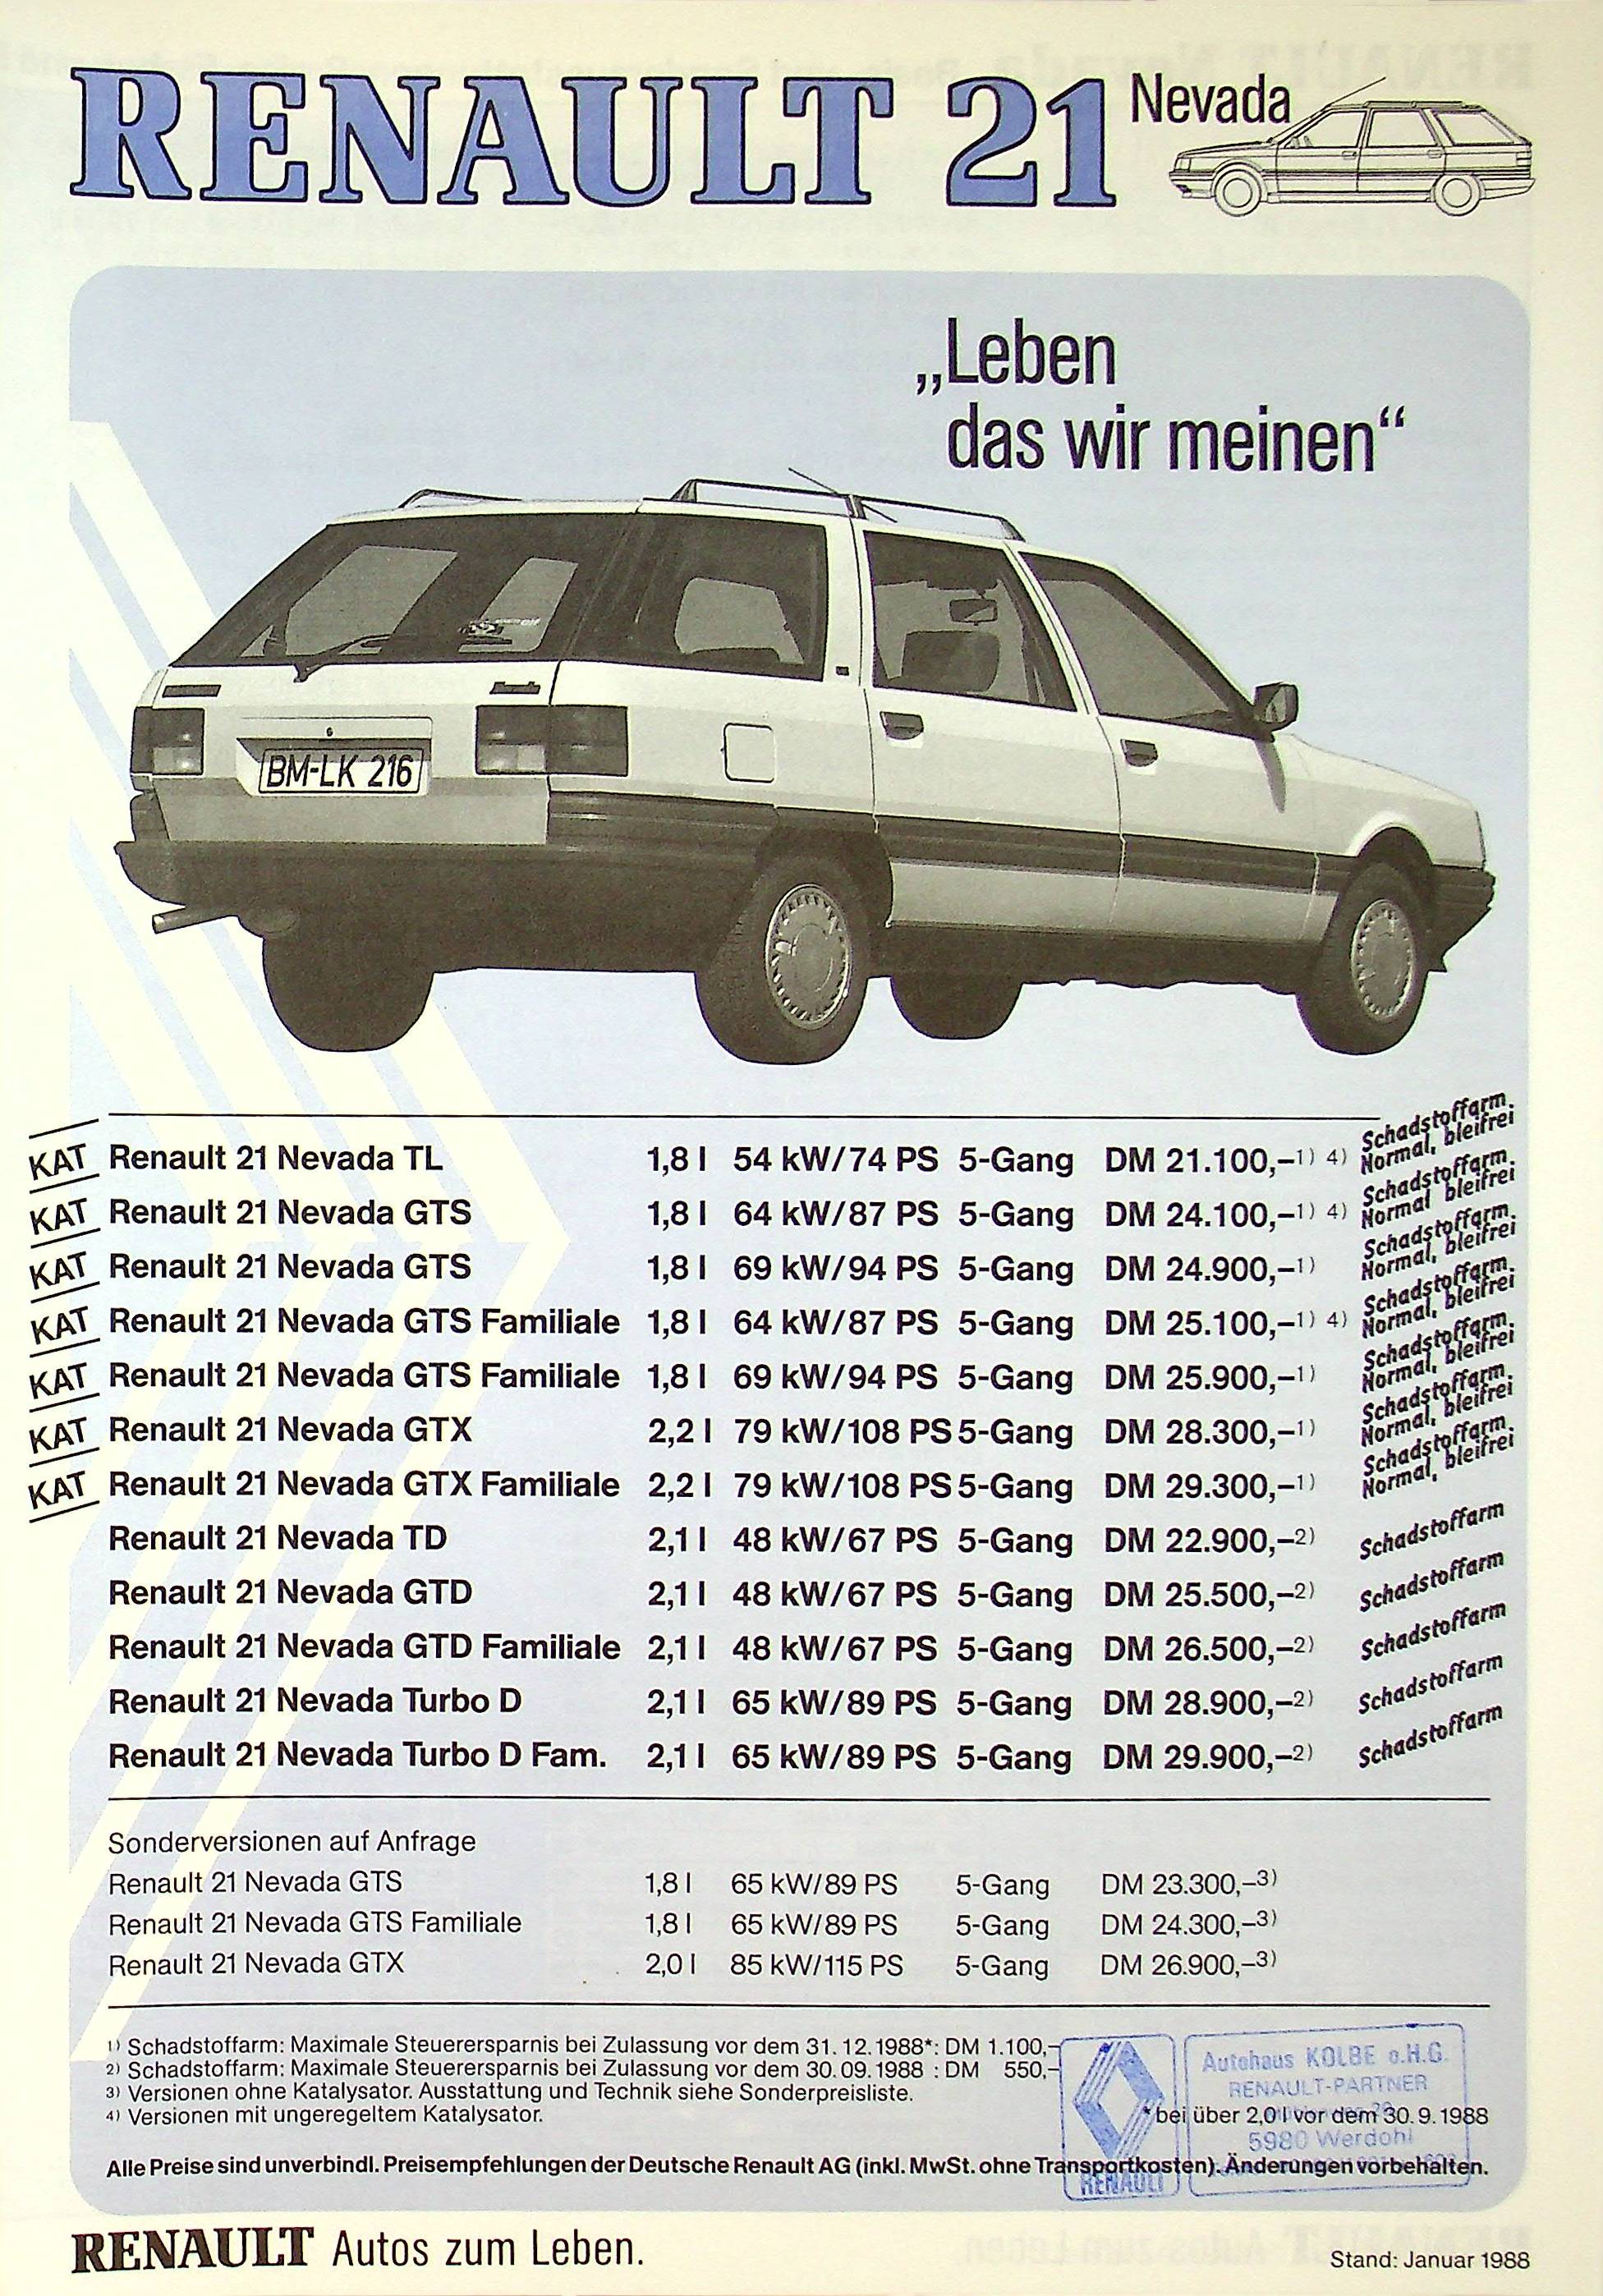 RENAULT 21 Nevada
„Leben
das wir meinen“
BM-LK 216
KAT Renault 21 Nevada TL 1,8 l 54 kW/74 PS 5-Gang DM 21.100,–1) 4) Schadstoffarm. Normal, bleifrei
KAT Renault 21 Nevada GTS 1,8 l 64 kW/87 PS 5-Gang DM 24.100,–1) 4) Schadstoffarm. Normal bleifrei
KAT Renault 21 Nevada GTS 1,8 l 69 kW/94 PS 5-Gang DM 24.900,–1) Schadstoffarm. Normal, bleifrei
KAT Renault 21 Nevada GTS Familiale 1,8 l 64 kW/87 PS 5-Gang DM 25.100,–1) 4) Schadstoffarm. Normal, bleifrei
KAT Renault 21 Nevada GTS Familiale 1,8 l 69 kW/94 PS 5-Gang DM 25.900,–1) Schadstoffarm. Normal, bleifrei
KAT Renault 21 Nevada GTX 2,2 l 79 kW/108 PS 5-Gang DM 28.300,–1) Schadstoffarm. Normal, bleifrei
KAT Renault 21 Nevada GTX Familiale 2,2 l 79 kW/108 PS 5-Gang DM 29.300,–1) Schadstoffarm. Normal, bleifrei
Renault 21 Nevada TD 2,1 l 48 kW/67 PS 5-Gang DM 22.900,–2) Schadstoffarm
Renault 21 Nevada GTD 2,1 l 48 kW/67 PS 5-Gang DM 25.500,–2) Schadstoffarm
Renault 21 Nevada GTD Familiale 2,1 l 48 kW/67 PS 5-Gang DM 26.500,–2) Schadstoffarm
Renault 21 Nevada Turbo D 2,1 l 65 kW/89 PS 5-Gang DM 28.900,–2) Schadstoffarm
Renault 21 Nevada Turbo D Fam. 2,1 l 65 kW/89 PS 5-Gang DM 29.900,–2) Schadstoffarm
Sonderversionen auf Anfrage
Renault 21 Nevada GTS 1,8 l 65 kW/89 PS 5-Gang DM 23.300,–3)
Renault 21 Nevada GTS Familiale 1,8 l 65 kW/89 PS 5-Gang DM 24.300,–3)
Renault 21 Nevada GTX 2,0 l 85 kW/115 PS 5-Gang DM 26.900,–3)
1) Schadstoffarm: Maximale Steuerersparnis bei Zulassung vor dem 31.12.1988*: DM 1.100,–
2) Schadstoffarm: Maximale Steuerersparnis bei Zulassung vor dem 30.09.1988 : DM 550,–
3) Versionen ohne Katalysator. Ausstattung und Technik siehe Sonderpreisliste.
4) Versionen mit ungeregeltem Katalysator.
*bei über 2,0 l vor dem 30.9.1988
Autohaus KOLBE o.H.G.
RENAULT-PARTNER
5980 Werdohl
RENAULT
Alle Preise sind unverbindl. Preisempfehlungen der Deutsche Renault AG (inkl. MwSt. ohne Transportkosten). Änderungen vorbehalten.
RENAULT Autos zum Leben.
Stand: Januar 1988